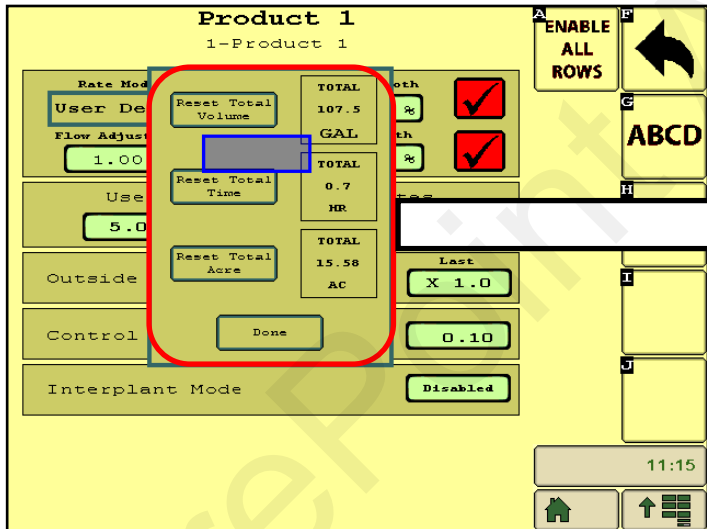 Product 1
1-Product 1
Rate Mod
User De
Flow Adjust
1.00
Use
5.0
Outside
Control
Interplant Mode
Reset Total
Volume
Reset Total
Time
Reset Total
Acre
Done
TOTAL
107.5
GAL
TOTAL
0.7
HR
TOTAL
15.58
AC
oth
%
th
%
Last
X 1.0
0.10
Disabled
A
ENABLE
ALL
ROWS
F
G
ABCD
H
I
J
11:15